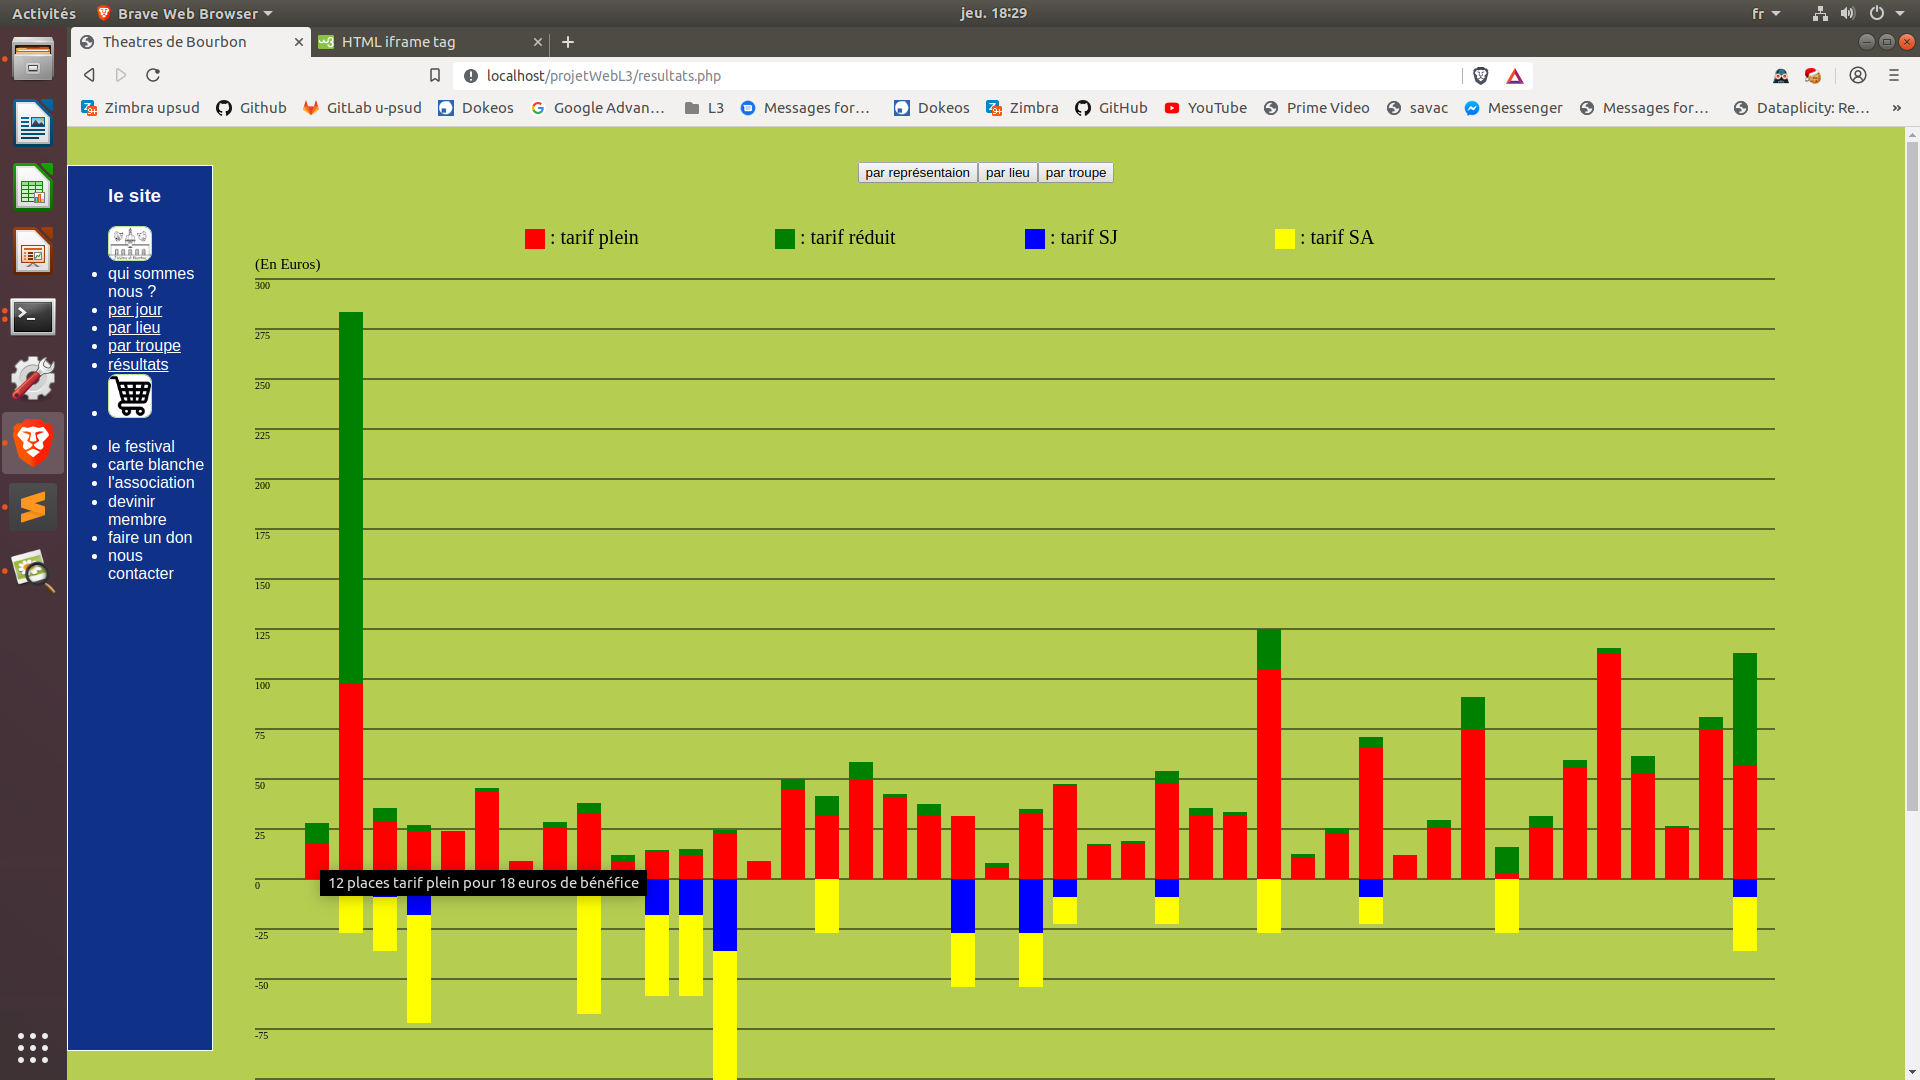 Activités
Brave Web Browser
jeu. 18:29
fr
Theatres de Bourbon
HTML iframe tag
localhost/projetWebL3/resultats.php
Zimbra upsud
Github
GitLab u-psud
Dokeos
Google Advan…
L3
Messages for…
Dokeos
Zimbra
GitHub
YouTube
Prime Video
savac
Messenger
Messages for…
Dataplicity: Re…
»
le site
qui sommes
nous ?
par jour
par lieu
par troupe
résultats
le festival
carte blanche
l'association
devinir
membre
faire un don
nous
contacter
par représentaion
par lieu
par troupe
: tarif plein
: tarif réduit
: tarif SJ
: tarif SA
(En Euros)
300
275
250
225
200
175
150
125
100
75
50
25
0
12 places tarif plein pour 18 euros de bénéfice
-25
-50
-75